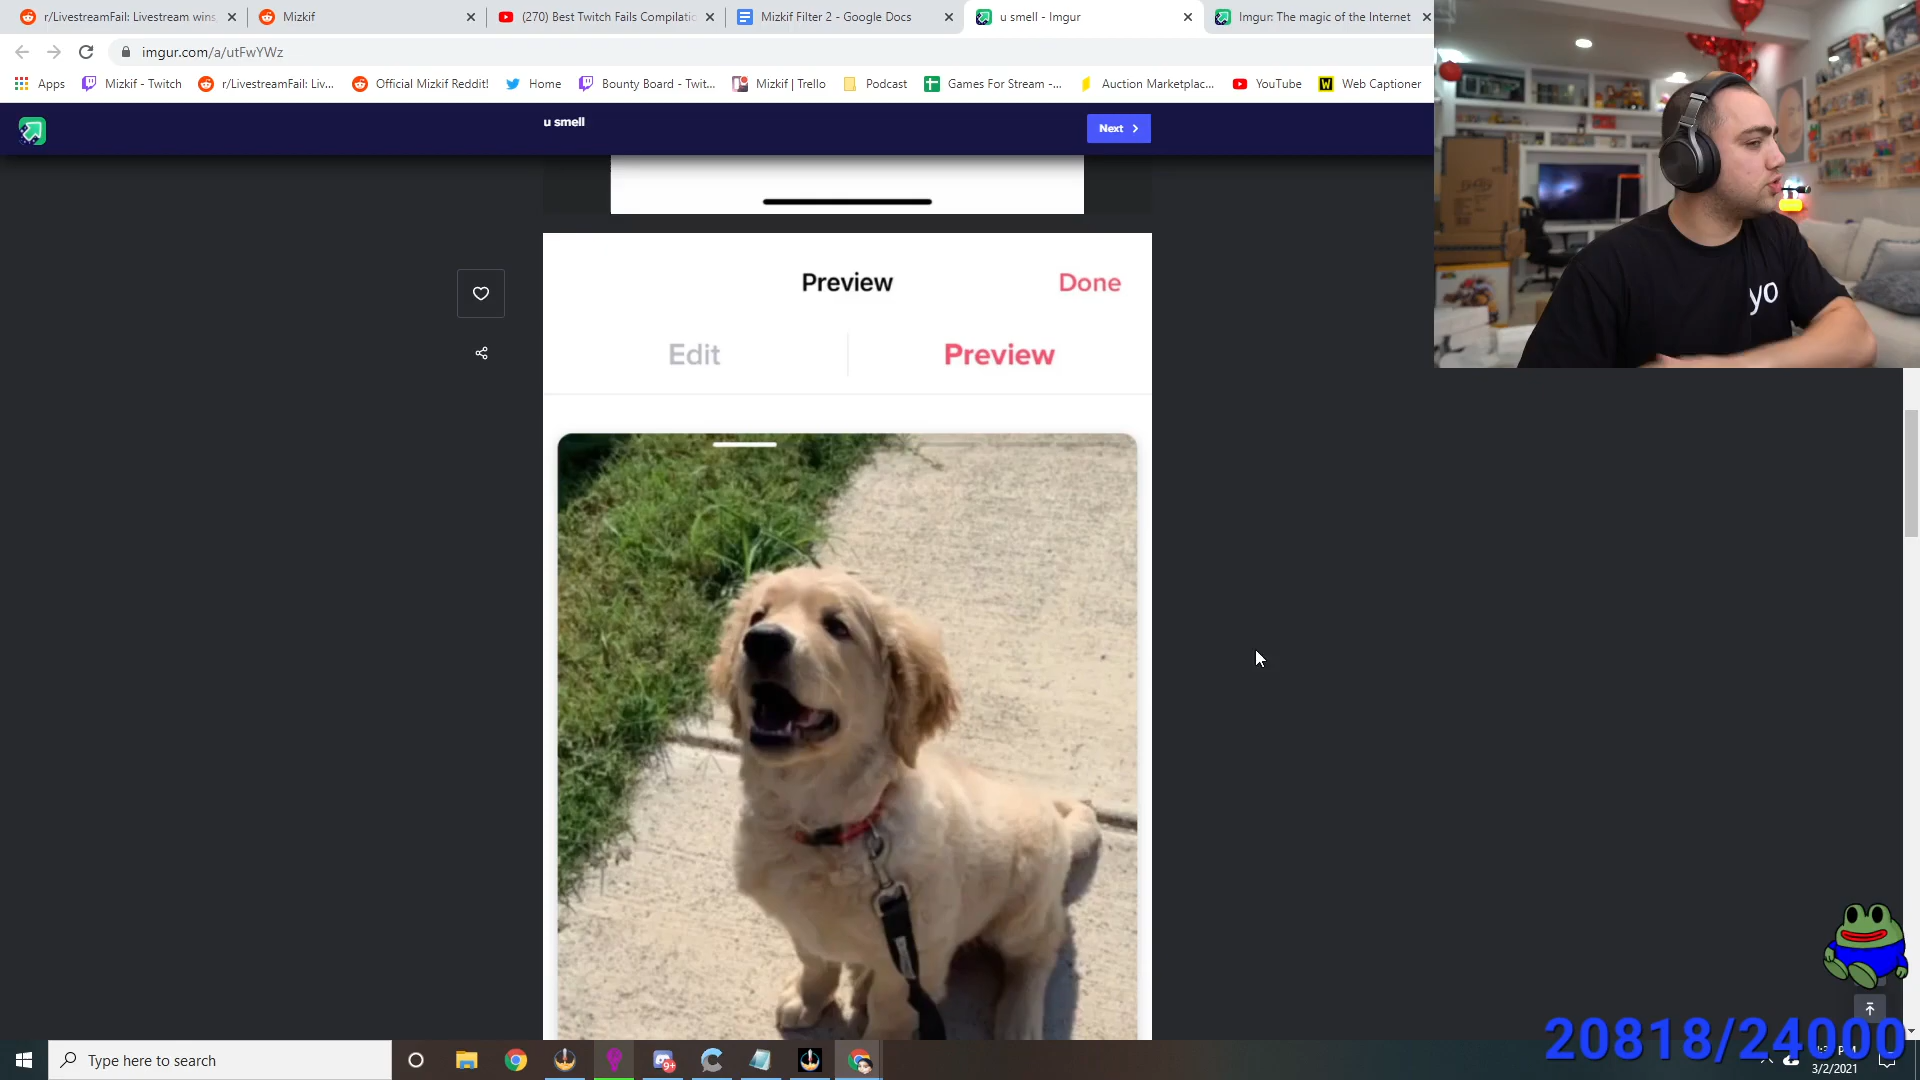 r/LivestreamFail: Livestream wins
Mizkif
(270) Best Twitch Fails Compilatio
Mizkif Filter 2 - Google Docs
u smell - Imgur
Imgur: The magic of the Internet
imgur.com/a/utFwYWz
Apps
Mizkif - Twitch
r/LivestreamFail: Liv...
Official Mizkif Reddit!
Home
Bounty Board - Twit...
Mizkif | Trello
Podcast
Games For Stream -...
Auction Marketplac...
YouTube
Web Captioner
u smell
Next
yo
Preview
Done
Edit
Preview
20818/24000
Type here to search
9+
3/2/2021